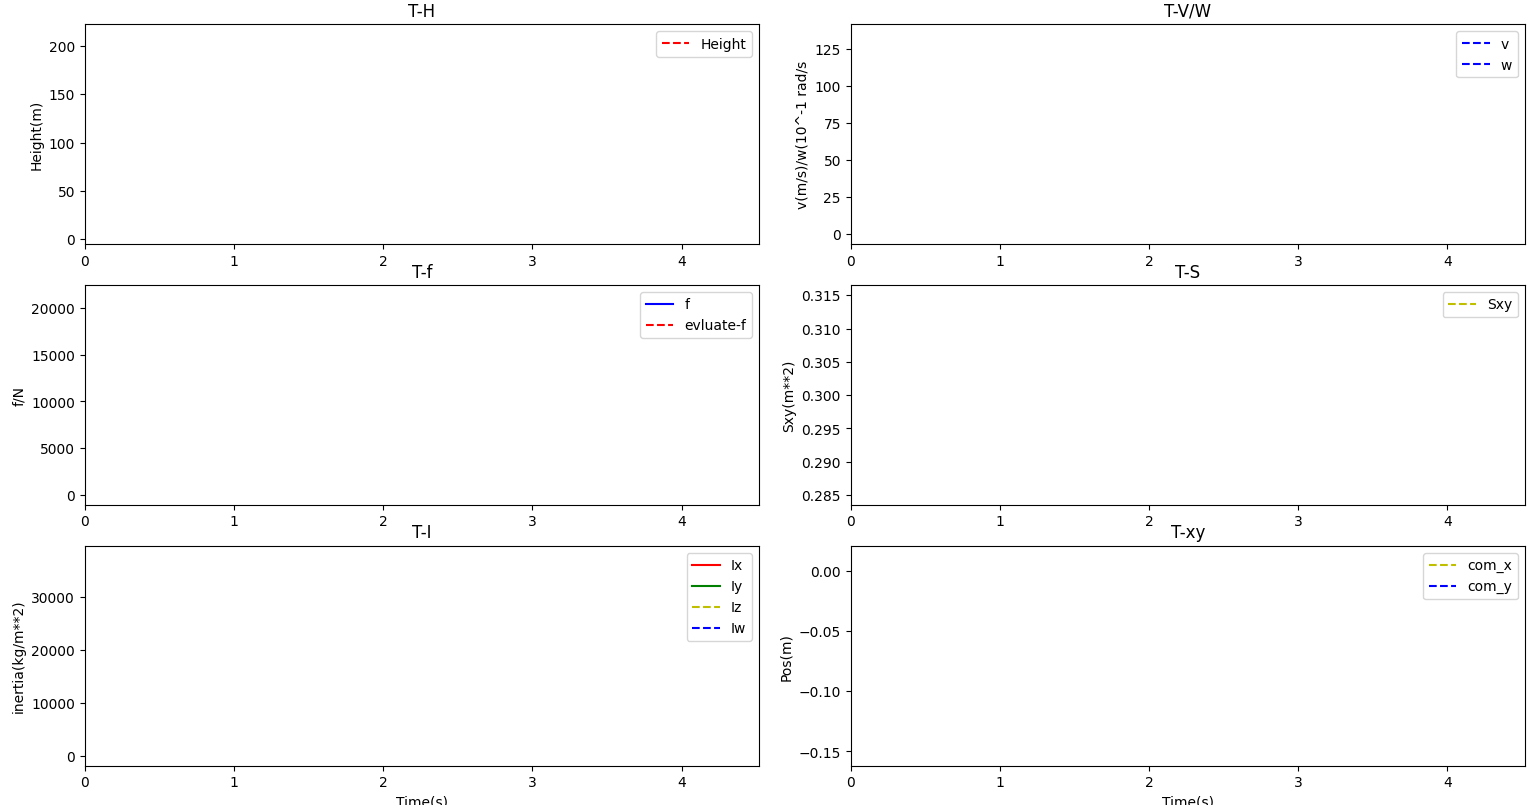 T-H
200
150
100
50
0
Height(m)
Height
0 1 2 3 4
T-V/W
125
100
75
50
25
0
v(m/s)/w(10^-1 rad/s
v
w
0 1 2 3 4
T-f
20000
15000
10000
5000
0
f/N
f
evluate-f
0 1 2 3 4
T-S
0.315
0.310
0.305
0.300
0.295
0.290
0.285
Sxy(m**2)
Sxy
0 1 2 3 4
T-I
30000
20000
10000
0
inertia(kg/m**2)
Ix
Iy
Iz
Iw
0 1 2 3 4
Time(s)
T-xy
0.00
−0.05
−0.10
−0.15
Pos(m)
com_x
com_y
0 1 2 3 4
Time(s)